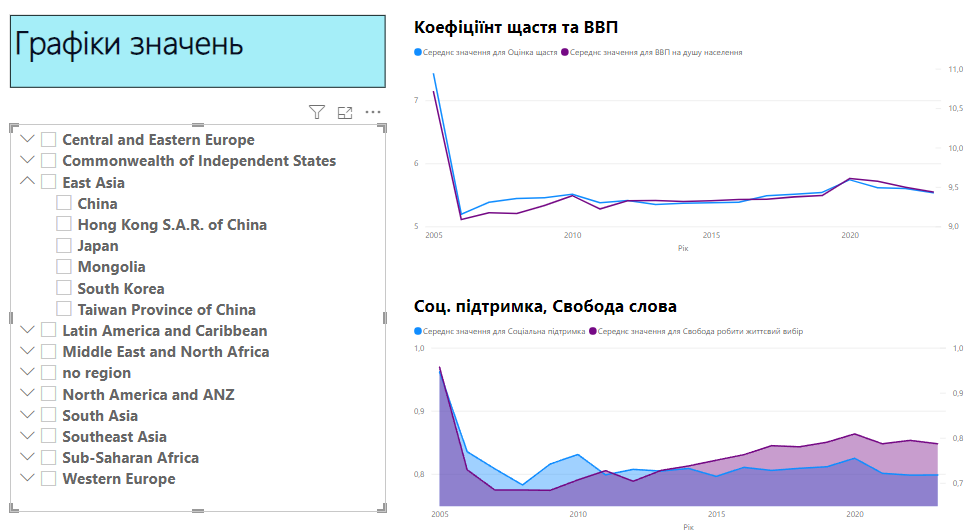 Графіки значень
Central and Eastern Europe
Commonwealth of Independent States
East Asia
China
Hong Kong S.A.R. of China
Japan
Mongolia
South Korea
Taiwan Province of China
Latin America and Caribbean
Middle East and North Africa
no region
North America and ANZ
South Asia
Southeast Asia
Sub-Saharan Africa
Western Europe
Коефіціїнт щастя та ВВП
Середнє значення для Оцінка щастя Середнє значення для ВВП на душу населення
7
6
5
11,0
10,5
10,0
9,5
9,0
2005 2010 2015 2020
Рік
Соц. підтримка, Свобода слова
Середнє значення для Соціальна підтримка Середнє значення для Свобода робити життєвий вибір
1,0
0,9
0,8
1,0
0,9
0,8
0,7
2005 2010 2015 2020
Рік